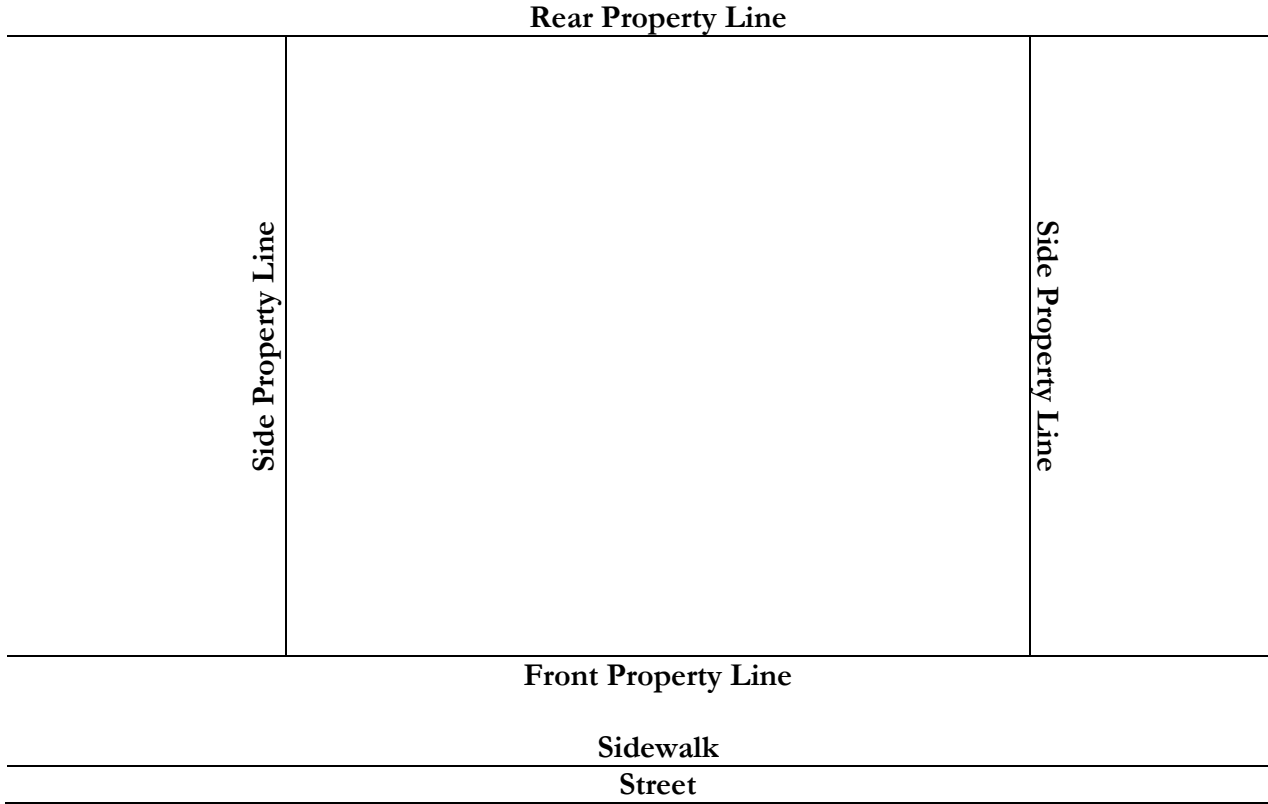 Rear Property Line
Side Property Line
Side Property Line
Front Property Line
Sidewalk
Street